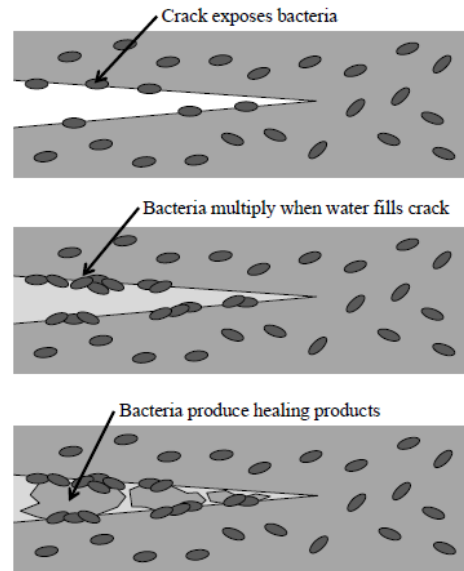 Crack exposes bacteria
Bacteria multiply when water fills crack
Bacteria produce healing products